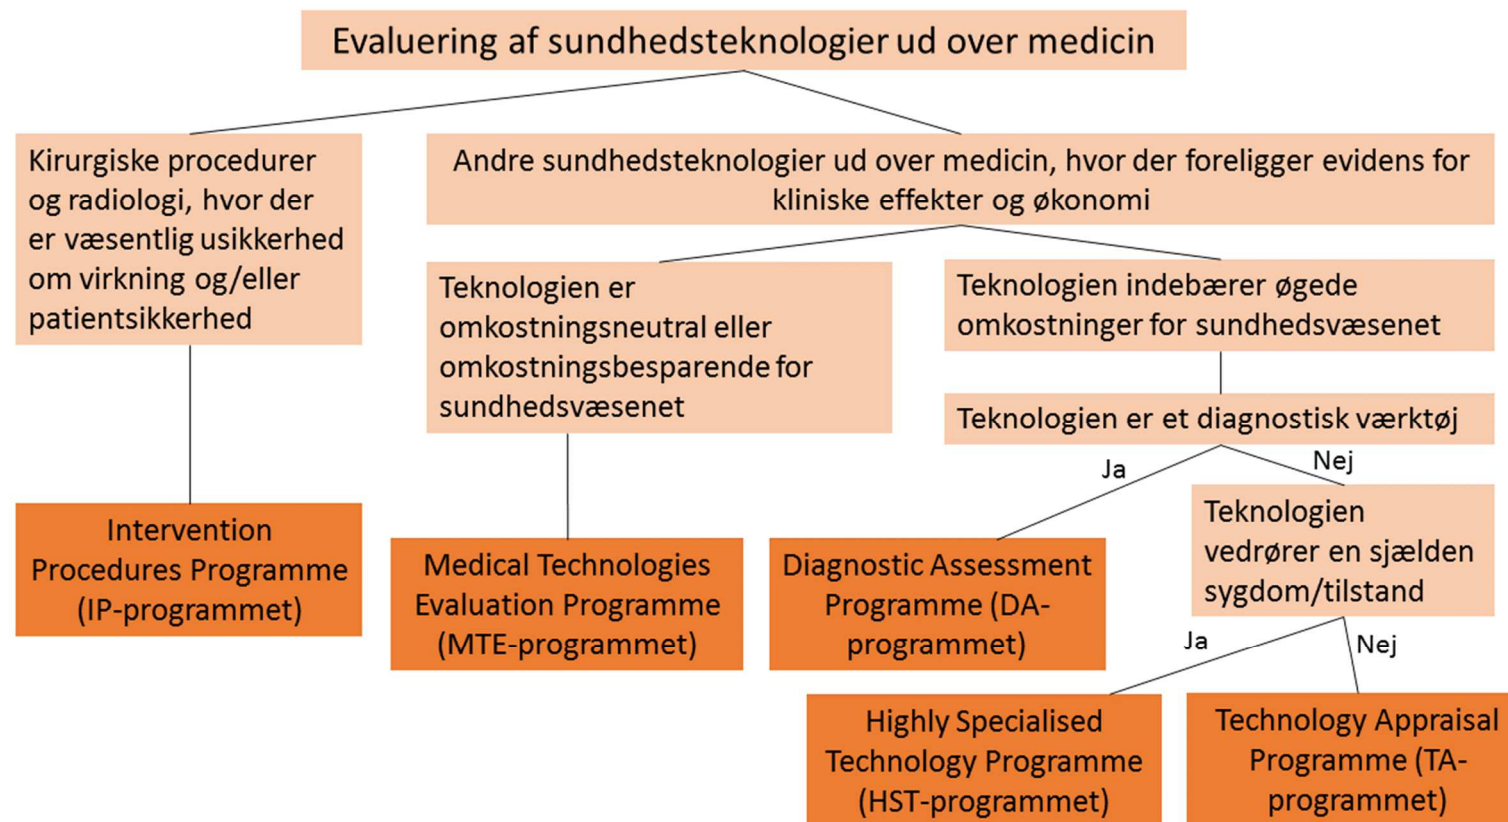 Evaluering af sundhedsteknologier ud over medicin
Kirurgiske procedurer
og radiologi, hvor der
er væsentlig usikkerhed
om virkning og/eller
patientsikkerhed
Andre sundhedsteknologier ud over medicin, hvor der foreligger evidens for
kliniske effekter og økonomi
Teknologien er
omkostningsneutral eller
omkostningsbesparende for
sundhedsvæsenet
Teknologien indebærer øgede
omkostninger for sundhedsvæsenet
Teknologien er et diagnostisk værktøj
Ja
Nej
Intervention
Procedures Programme
(IP-programmet)
Medical Technologies
Evaluation Programme
(MTE-programmet)
Diagnostic Assessment
Programme (DA-
programmet)
Teknologien
vedrører en sjælden
sygdom/tilstand
Ja
Nej
Highly Specialised
Technology Programme
(HST-programmet)
Technology Appraisal
Programme (TA-
programmet)